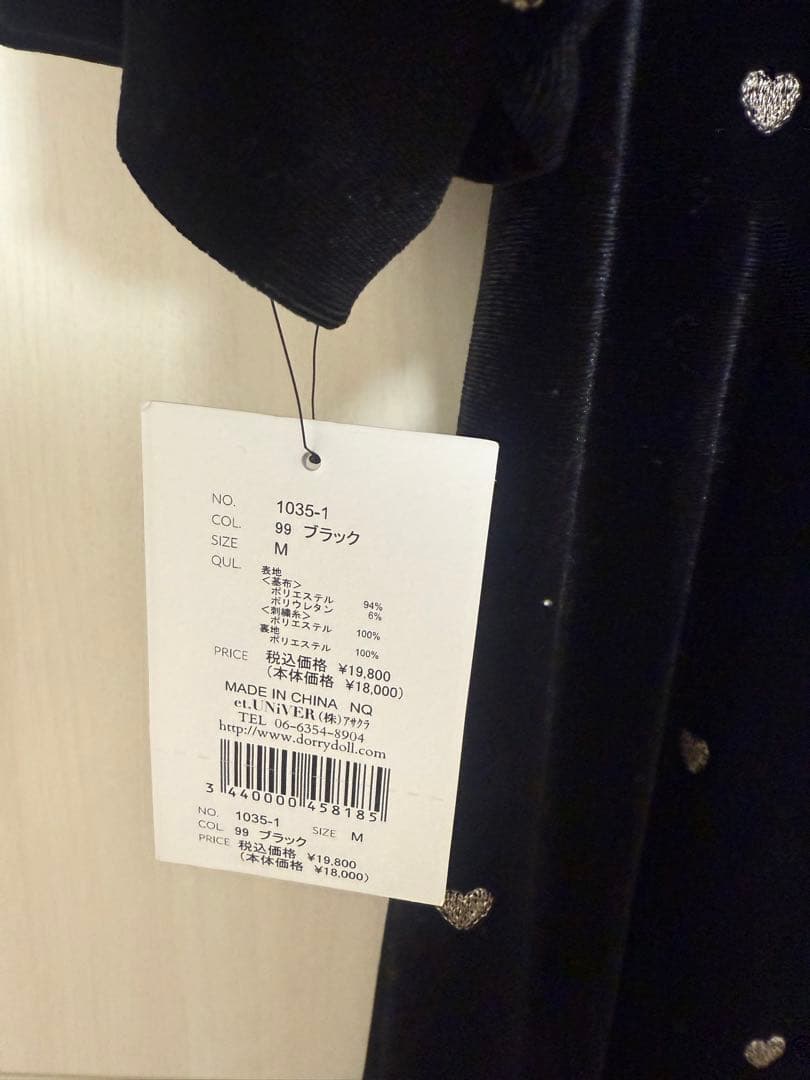 NO. 1035-1
COL. 99 ブラック
SIZE M
QUL. 表地
<基布>
ポリエステル 94%
ポリウレタン 6%
<刺繍糸>
ポリエステル 100%
裏地
ポリエステル 100%
PRICE 税込価格 ¥19,800
(本体価格 ¥18,000)
MADE IN CHINA NQ
et.UNiVER (株)アサクラ
TEL 06-6354-8904
http://www.dorrydoll.com
3 440000 458185
NO. 1035-1 SIZE M
COL. 99 ブラック
PRICE 税込価格 ¥19,800
(本体価格 ¥18,000)